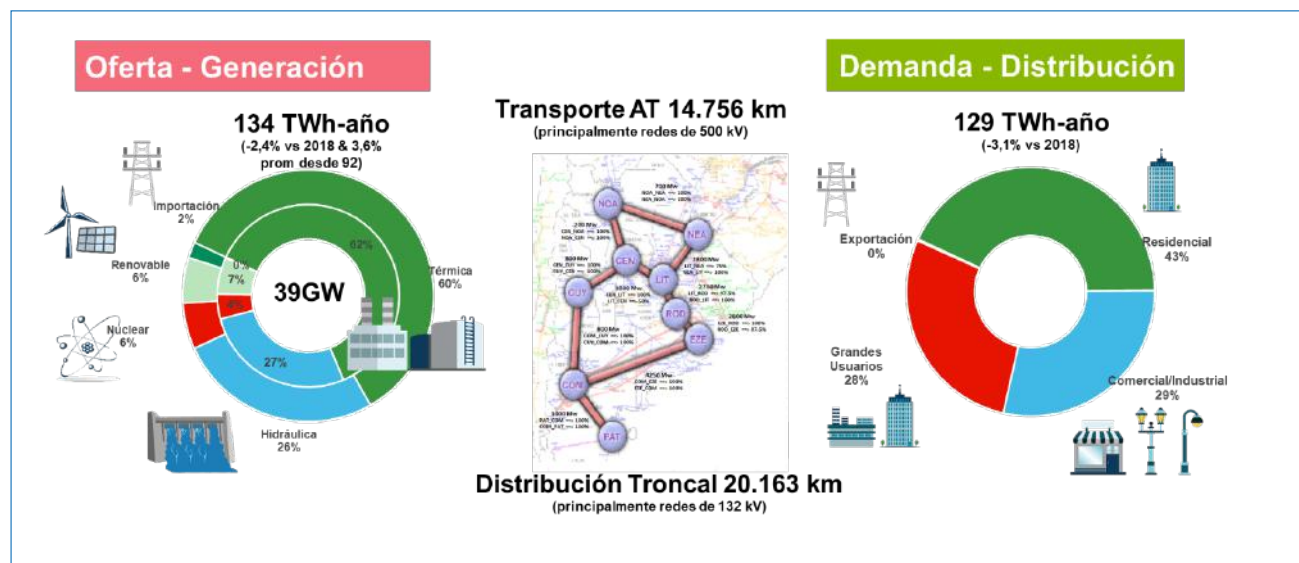 Oferta - Generación
134 TWh-año
(-2,4% vs 2018 & 3,6%
prom desde 92)
Importación
2%
Renovable
6%
Nuclear
6%
Hidráulica
26%
Térmica
60%
62%
0%
7%
4%
27%
39GW
Transporte AT 14.756 km
(principalmente redes de 500 kV)
700 Mw
NOA
NEA
CEN
LIT
CUY
ROD
EZE
COM
PAT
Distribución Troncal 20.163 km
(principalmente redes de 132 kV)
Demanda - Distribución
129 TWh-año
(-3,1% vs 2018)
Exportación
0%
Residencial
43%
Grandes
Usuarios
28%
Comercial/Industrial
29%